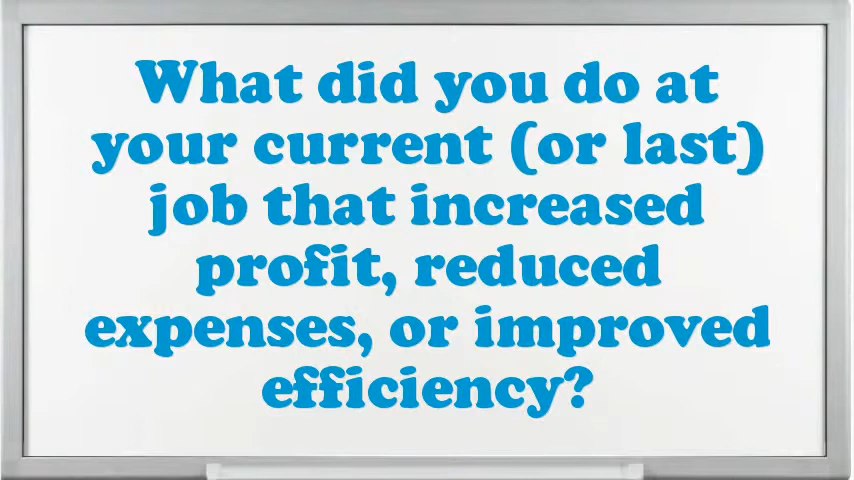 What did you do at
your current (or last)
job that increased
profit, reduced
expenses, or improved
efficiency?